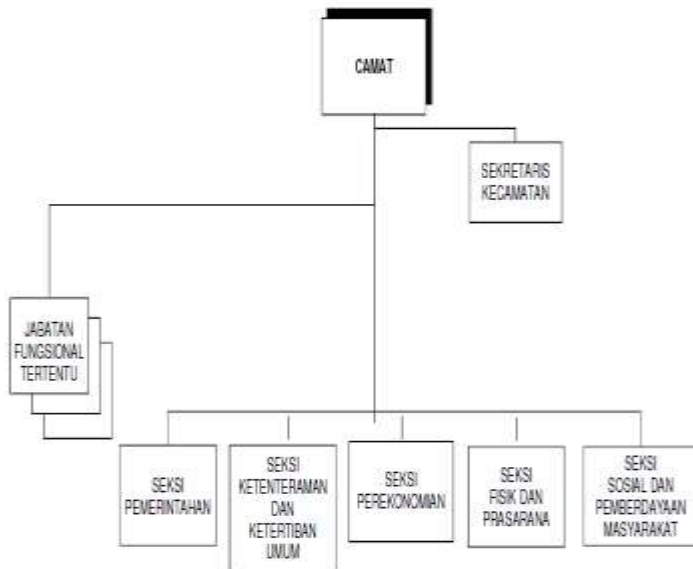 CAMAT
SEKRETARIS
KECAMATAN
JABATAN
FUNGSIONAL
TERTENTU
SEKSI
PEMERINTAHAN
SEKSI
KETENTERAMAN
DAN
KETERTIBAN
UMUM
SEKSI
PEREKONOMIAN
SEKSI
FISIK DAN
PRASARANA
SEKSI
SOSIAL DAN
PEMBERDAYAAN
MASYARAKAT